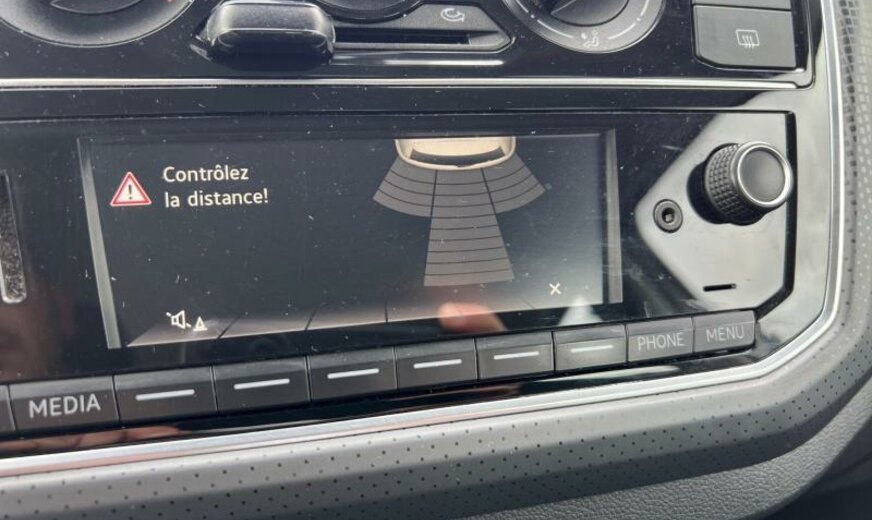 Contrôlez
la distance!
MEDIA
PHONE
MENU